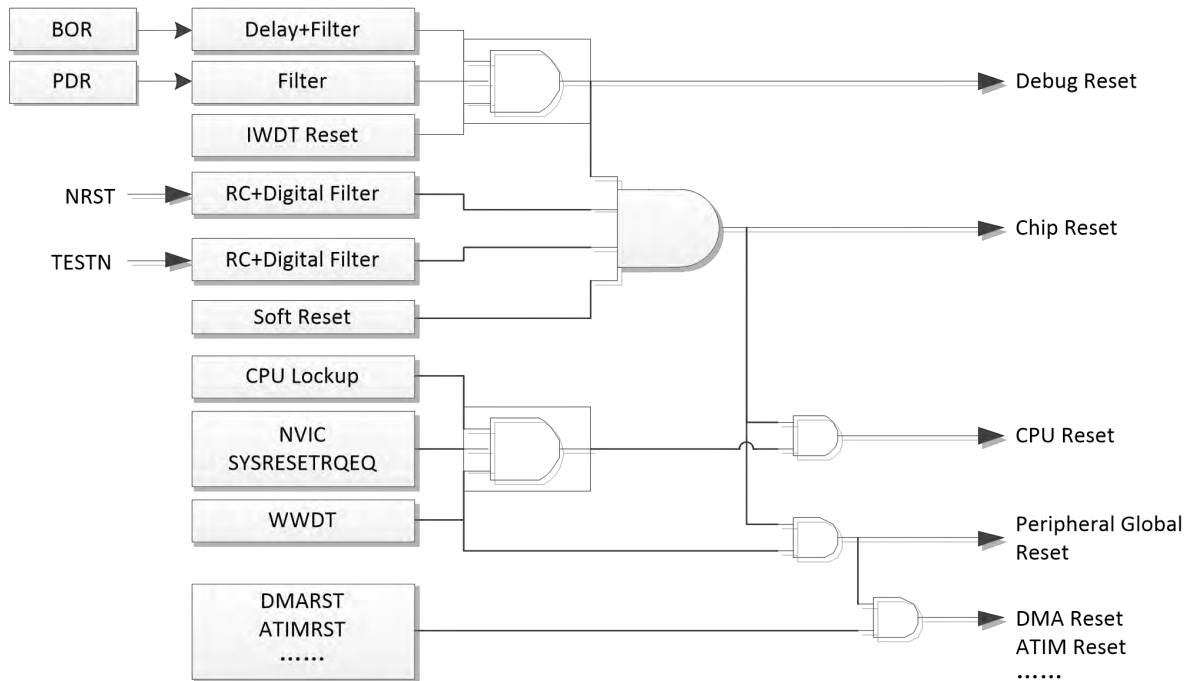 BOR
Delay+Filter
PDR
Filter
Debug Reset
IWDT Reset
NRST
RC+Digital Filter
Chip Reset
TESTN
RC+Digital Filter
Soft Reset
CPU Lockup
NVIC
SYSRESETRQEQ
CPU Reset
WWDT
Peripheral Global
Reset
DMARST
ATIMRST
......
DMA Reset
ATIM Reset
......